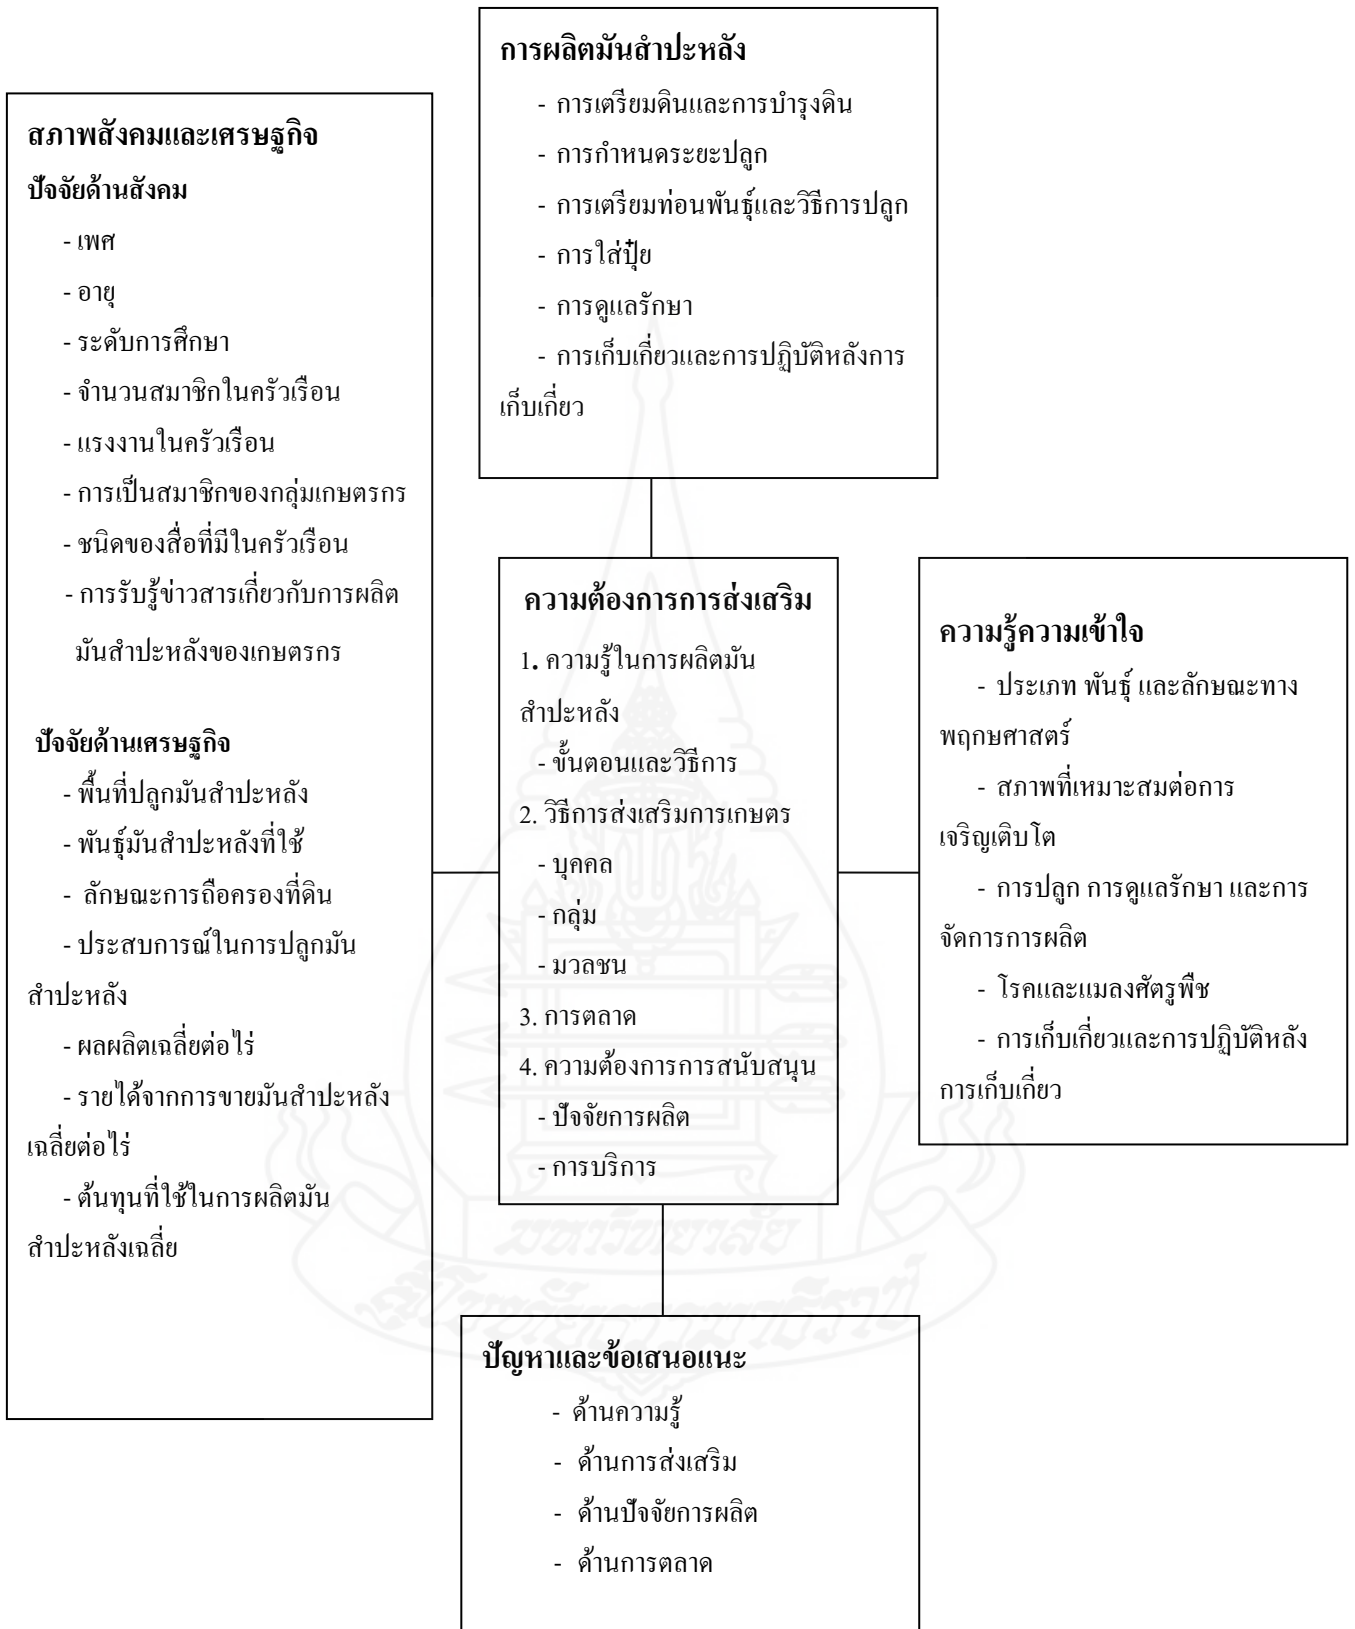 การผลิตมันสำปะหลัง
- การเตรียมดินและการบำรุงดิน
- การกำหนดระยะปลูก
- การเตรียมท่อนพันธุ์และวิธีการปลูก
- การใส่ปุ๋ย
- การดูแลรักษา
- การเก็บเกี่ยวและการปฏิบัติหลังการ
เก็บเกี่ยว
สภาพสังคมและเศรษฐกิจ
ปัจจัยด้านสังคม
- เพศ
- อายุ
- ระดับการศึกษา
- จำนวนสมาชิกในครัวเรือน
- แรงงานในครัวเรือน
- การเป็นสมาชิกของกลุ่มเกษตรกร
- ชนิดของสื่อที่มีในครัวเรือน
- การรับรู้ข่าวสารเกี่ยวกับการผลิต
มันสำปะหลังของเกษตรกร
ปัจจัยด้านเศรษฐกิจ
- พื้นที่ปลูกมันสำปะหลัง
- พันธุ์มันสำปะหลังที่ใช้
- ลักษณะการถือครองที่ดิน
- ประสบการณ์ในการปลูกมัน
สำปะหลัง
- ผลผลิตเฉลี่ยต่อไร่
- รายได้จากการขายมันสำปะหลัง
เฉลี่ยต่อไร่
- ต้นทุนที่ใช้ในการผลิตมัน
สำปะหลังเฉลี่ย
ความต้องการการส่งเสริม
1. ความรู้ในการผลิตมัน
สำปะหลัง
- ขั้นตอนและวิธีการ
2. วิธีการส่งเสริมการเกษตร
- บุคคล
- กลุ่ม
- มวลชน
3. การตลาด
4. ความต้องการการสนับสนุน
- ปัจจัยการผลิต
- การบริการ
ความรู้ความเข้าใจ
- ประเภท พันธุ์ และลักษณะทาง
พฤกษศาสตร์
- สภาพที่เหมาะสมต่อการ
เจริญเติบโต
- การปลูก การดูแลรักษา และการ
จัดการการผลิต
- โรคและแมลงศัตรูพืช
- การเก็บเกี่ยวและการปฏิบัติหลัง
การเก็บเกี่ยว
ปัญหาและข้อเสนอแนะ
- ด้านความรู้
- ด้านการส่งเสริม
- ด้านปัจจัยการผลิต
- ด้านการตลาด
มหาวิทยาลัย
สุโขทัยธรรมาธิราช